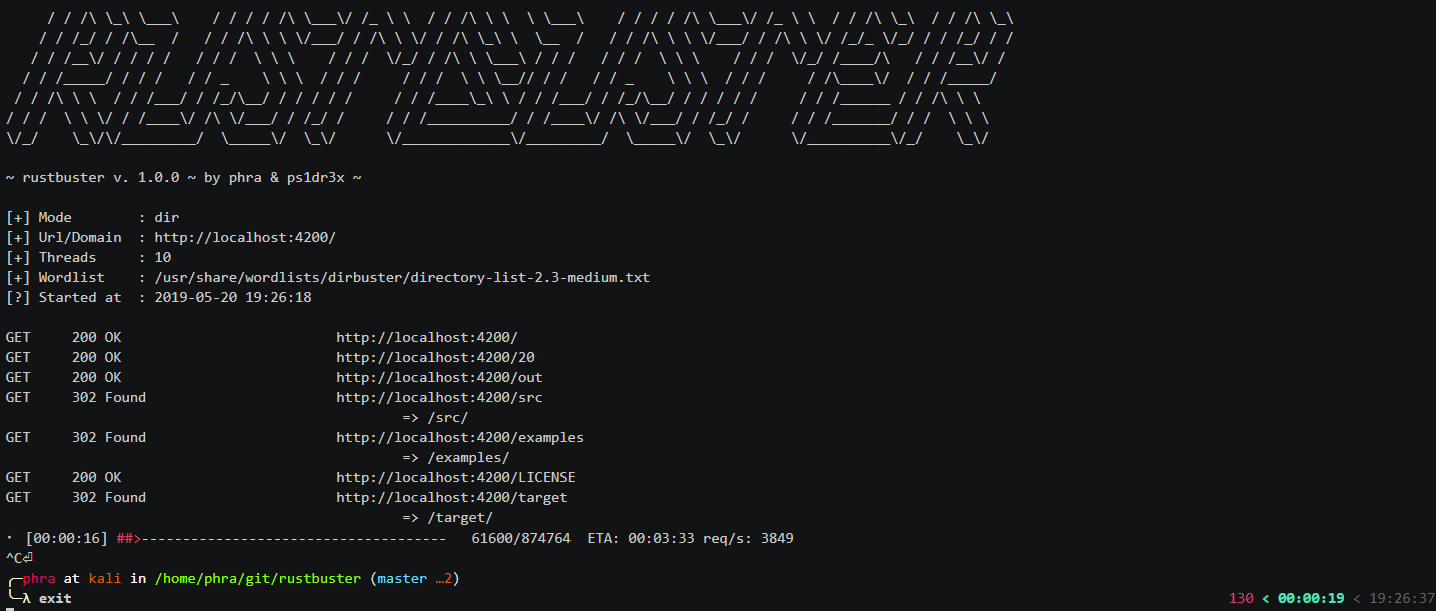 ~ rustbuster v. 1.0.0 ~ by phra & ps1dr3x ~
[+] Mode : dir
[+] Url/Domain : http://localhost:4200/
[+] Threads : 10
[+] Wordlist : /usr/share/wordlists/dirbuster/directory-list-2.3-medium.txt
[?] Started at : 2019-05-20 19:26:18
GET 200 OK http://localhost:4200/
GET 200 OK http://localhost:4200/20
GET 200 OK http://localhost:4200/out
GET 302 Found http://localhost:4200/src
=> /src/
GET 302 Found http://localhost:4200/examples
=> /examples/
GET 200 OK http://localhost:4200/LICENSE
GET 302 Found http://localhost:4200/target
=> /target/
· [00:00:16] ##>------------------------------------- 61600/874764 ETA: 00:03:33 req/s: 3849
^C⏎
╭─phra at kali in /home/phra/git/rustbuster (master …2)
╰─λ exit 130 < 00:00:19 < 19:26:37